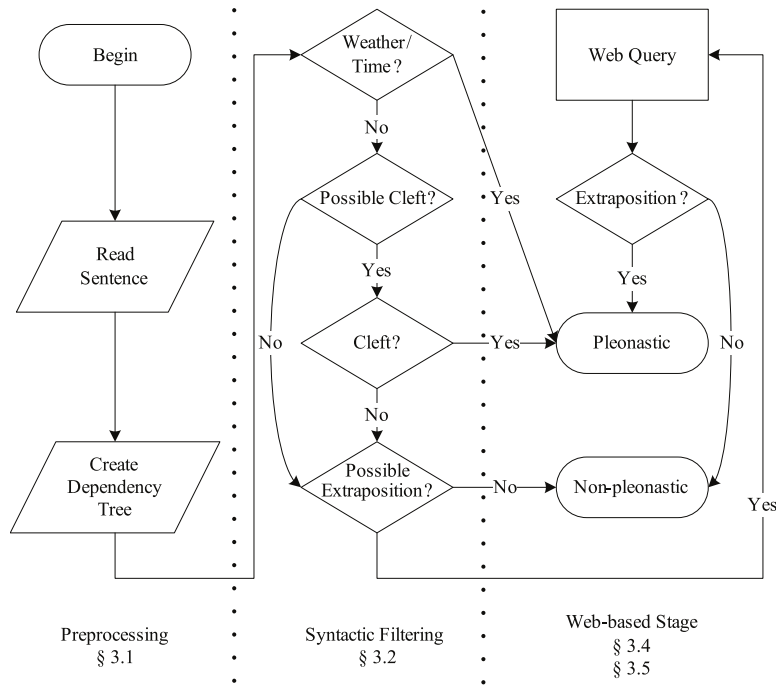 Begin
Read
Sentence
Create
Dependency
Tree
Preprocessing
§ 3.1
Weather/
Time ?
No
Possible Cleft?
Yes
No
Cleft?
Yes
No
Possible
Extraposition ?
No
Syntactic Filtering
§ 3.2
Yes
Web Query
Extraposition ?
Yes
No
Pleonastic
Non-pleonastic
Yes
Web-based Stage
§ 3.4
§ 3.5